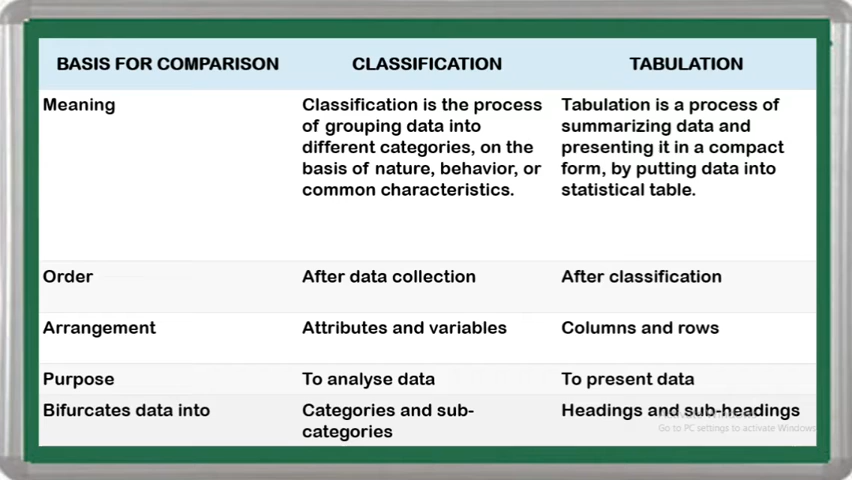 BASIS FOR COMPARISON CLASSIFICATION TABULATION
Meaning
Classification is the process
of grouping data into
different categories, on the
basis of nature, behavior, or
common characteristics.
Tabulation is a process of
summarizing data and
presenting it in a compact
form, by putting data into
statistical table.
Order After data collection After classification
Arrangement Attributes and variables Columns and rows
Purpose To analyse data To present data
Bifurcates data into
Categories and sub-
categories
Headings and sub-headings
Activate Windows
Go to PC settings to activate Windows